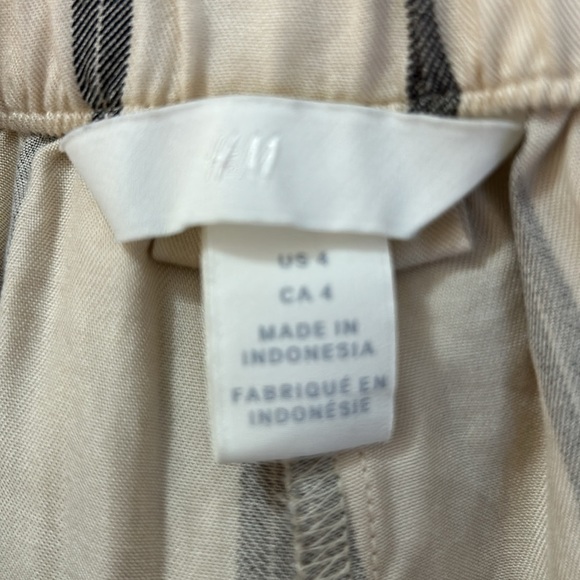 H&M
US 4
CA 4
MADE IN
INDONESIA
FABRIQUÉ EN
INDONÉSIE